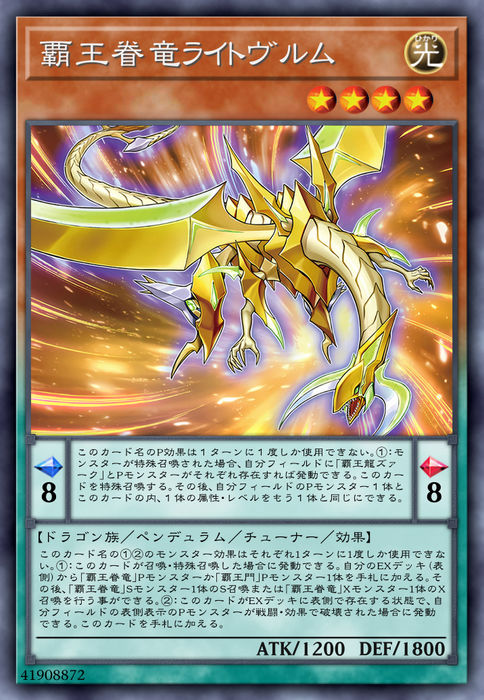 覇王眷竜ライトヴルム
ひかり
光
このカード名のP効果は1ターンに1度しか使用できない。①:モ
ンスターが特殊召喚された場合、自分フィールドに「覇王龍ズァ
ーク」とPモンスターがそれぞれ存在すれば発動できる。このカー
ドを特殊召喚する。その後、自分フィールドのPモンスター1体と
このカードの内、1体の属性・レベルをもう1体と同じにできる。
8
8
【ドラゴン族/ペンデュラム/チューナー/効果】
このカード名の①②のモンスター効果はそれぞれ1ターンに1度しか使用できな
い。①:このカードが召喚・特殊召喚した場合に発動できる。自分のEXデッキ(表
側)から「覇王眷竜」Pモンスターか「覇王門」Pモンスター1体を手札に加える。そ
の後、「覇王眷竜」Sモンスター1体のS召喚または「覇王眷竜」Xモンスター1体のX
召喚を行う事ができる。②:このカードがEXデッキに表側で存在する状態で、自
分フィールドの表側表示のPモンスターが戦闘・効果で破壊された場合に発動
できる。このカードを手札に加える。
ATK/1200 DEF/1800
41908872